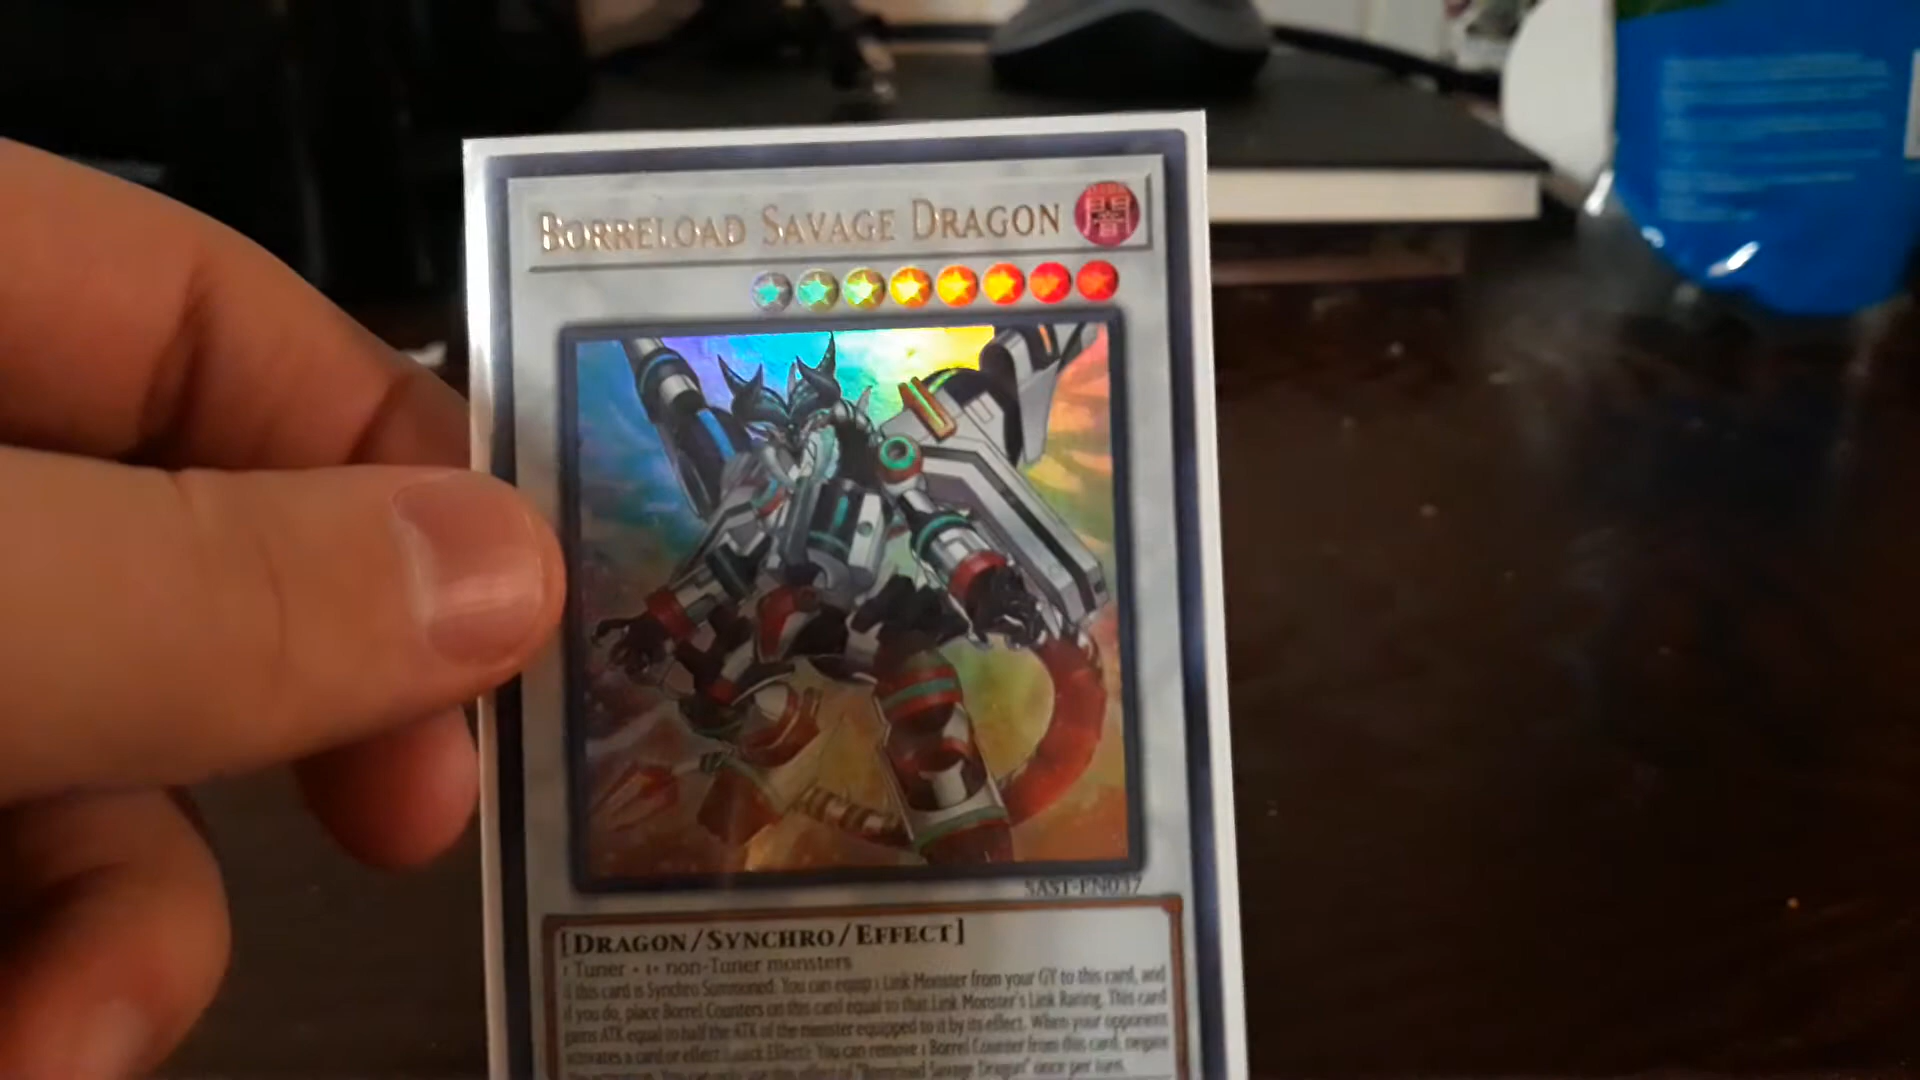 BORRELOAD SAVAGE DRAGON
闇
SAST-EN037
[DRAGON/SYNCHRO/EFFECT]
1 Tuner + 1+ non-Tuner monsters
If this card is Synchro Summoned: You can equip 1 Link Monster from your GY to this card, and
if you do, place Borrel Counters on this card equal to that Link Monster's Link Rating. This card
gains ATK equal to half the ATK of the monster equipped to it by its effect. When your opponent
activates a card or effect (Quick Effect): You can remove 1 Borrel Counter from this card; negate
the activation. You can only use this effect of "Borreload Savage Dragon" once per turn.